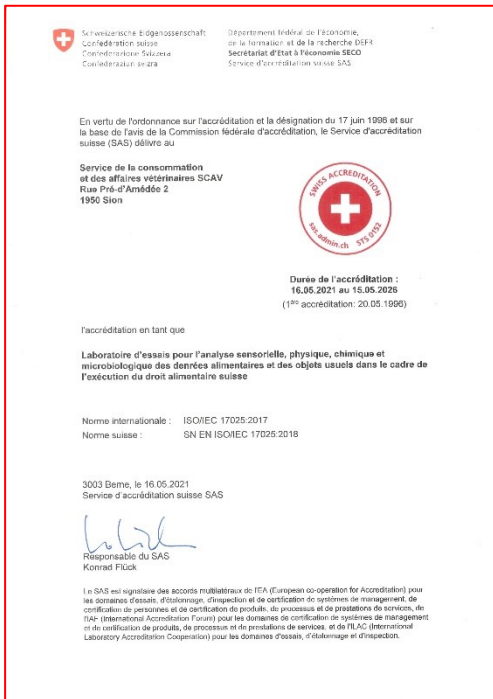 Schweizerische Eidgenossenschaft
Confédération suisse
Confederazione Svizzera
Confederaziun svizra
Département fédéral de l'économie,
de la formation et de la recherche DEFR
Secrétariat d'Etat à l'économie SECO
Service d'accréditation suisse SAS
En vertu de l'ordonnance sur l'accréditation et la désignation du 17 juin 1996 et sur
la base de l'avis de la Commission fédérale d'accréditation, le Service d'accréditation
suisse (SAS) délivre au
Service de la consommation
et des affaires vétérinaires SCAV
Rue Pré-d'Amédée 2
1950 Sion
SWISS ACCREDITATION
sas.admin.ch STS 0152
Durée de l'accréditation :
16.05.2021 au 15.05.2026
(1ère accréditation: 20.05.1996)
l'accréditation en tant que
Laboratoire d'essais pour l'analyse sensorielle, physique, chimique et
microbiologique des denrées alimentaires et des objets usuels dans le cadre de
l'exécution du droit alimentaire suisse
Norme internationale : ISO/IEC 17025:2017
Norme suisse : SN EN ISO/IEC 17025:2018
3003 Berne, le 16.05.2021
Service d'accréditation suisse SAS
Responsable du SAS
Konrad Flück
Le SAS est signataire des accords multilatéraux de l'EA (European co-operation for Accreditation) pour
les domaines d'essais, d'étalonnage, d'inspection et de certification de systèmes de management, de
certification de personnes et de certification de produits, de processus et de prestations de services, de
l'IAF (International Accreditation Forum) pour les domaines de certification de systèmes de management
et de certification de produits, de processus et de prestations de services, et de l'ILAC (International
Laboratory Accreditation Cooperation) pour les domaines d'essais, d'étalonnage et d'inspection.